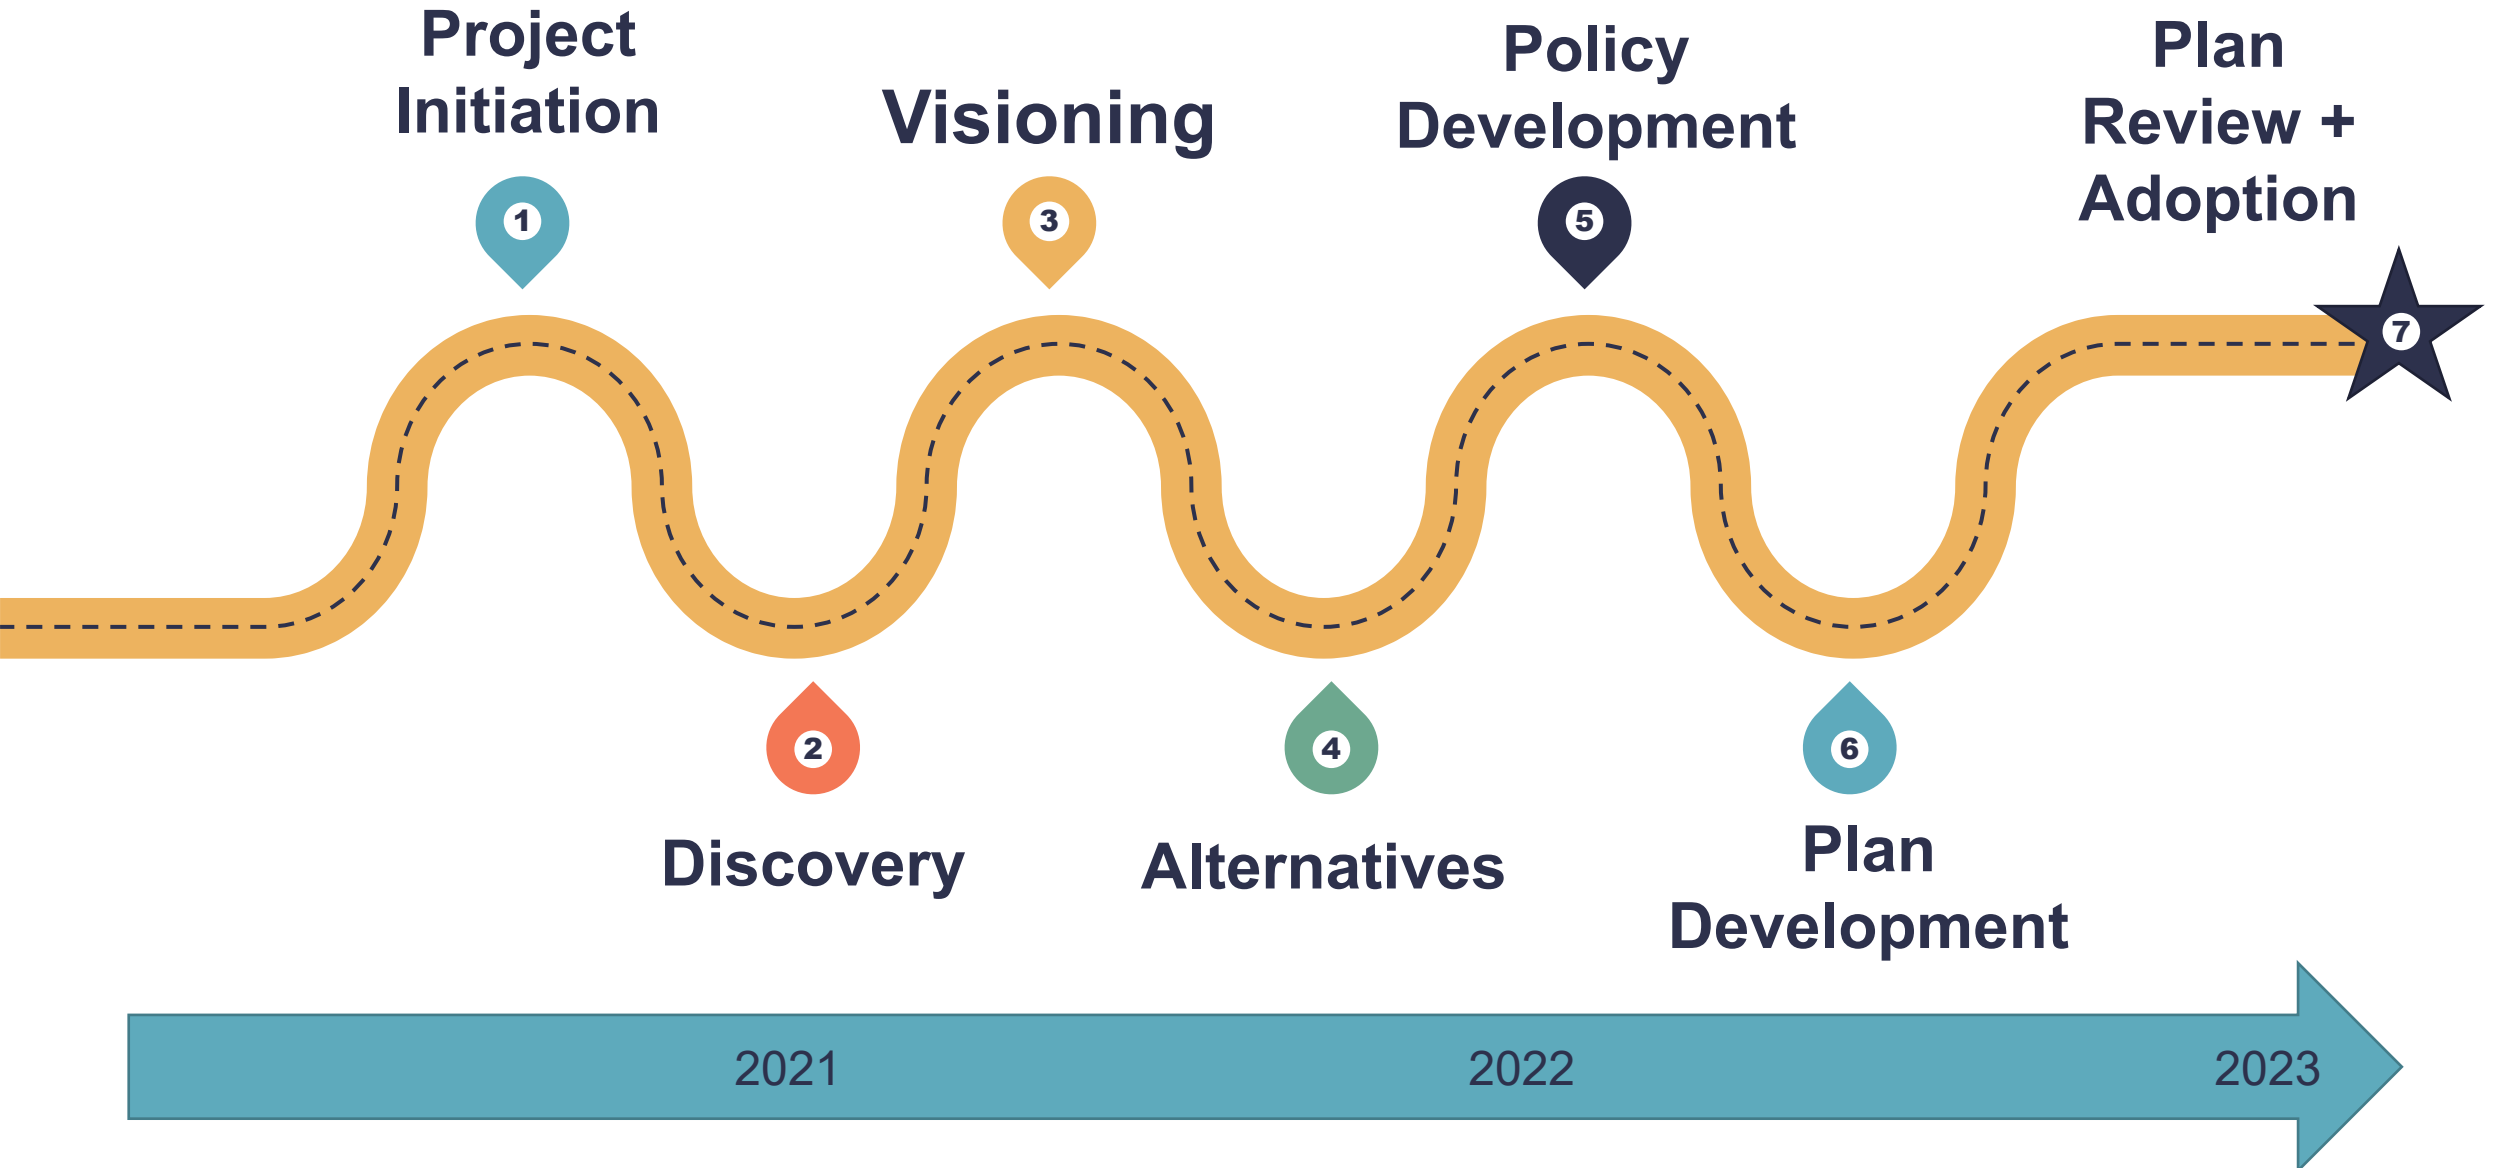 Project
Initiation
1
Discovery
2
Visioning
3
Alternatives
4
Policy
Development
5
Plan
Development
6
Plan
Review +
Adoption
7
2021
2022
2023